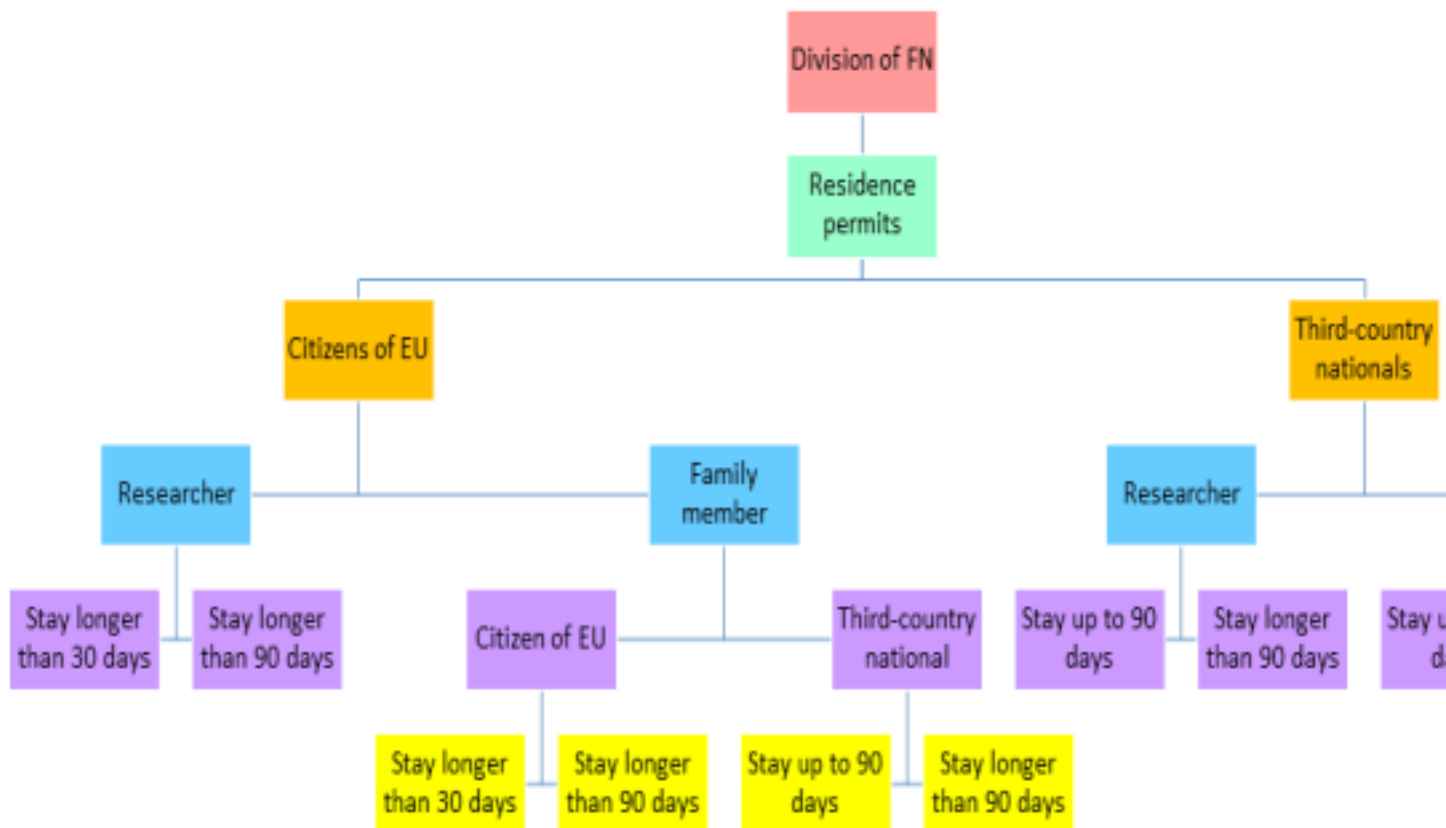 Division of FN
Residence
permits
Citizens of EU
Third-country
nationals
Researcher
Family
member
Researcher
Stay longer
than 30 days
Stay longer
than 90 days
Citizen of EU
Third-country
national
Stay up to 90
days
Stay longer
than 90 days
Stay
Stay longer
than 30 days
Stay longer
than 90 days
Stay up to 90
days
Stay longer
than 90 days